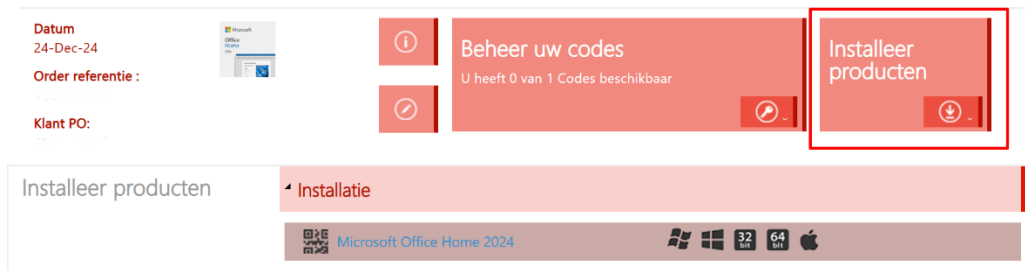 Datum
24-Dec-24
Order referentie :
Klant PO:
Microsoft
Office
Home
Beheer uw codes
U heeft 0 van 1 Codes beschikbaar
Installeer
producten
Installeer producten
Installatie
Microsoft Office Home 2024
32
bit
64
bit